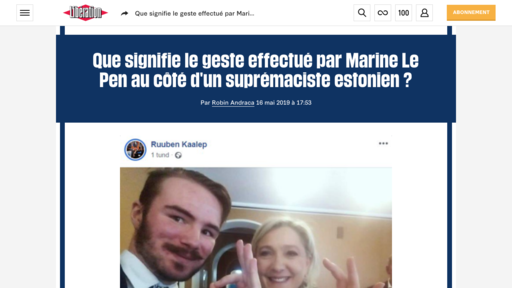 Libération
Que signifie le geste effectué par Mari...
100
ABONNEMENT
Que signifie le geste effectué par Marine Le
Pen au côté d'un suprémaciste estonien ?
Par Robin Andraca 16 mai 2019 à 17:53
Ruuben Kaalep
1 tund